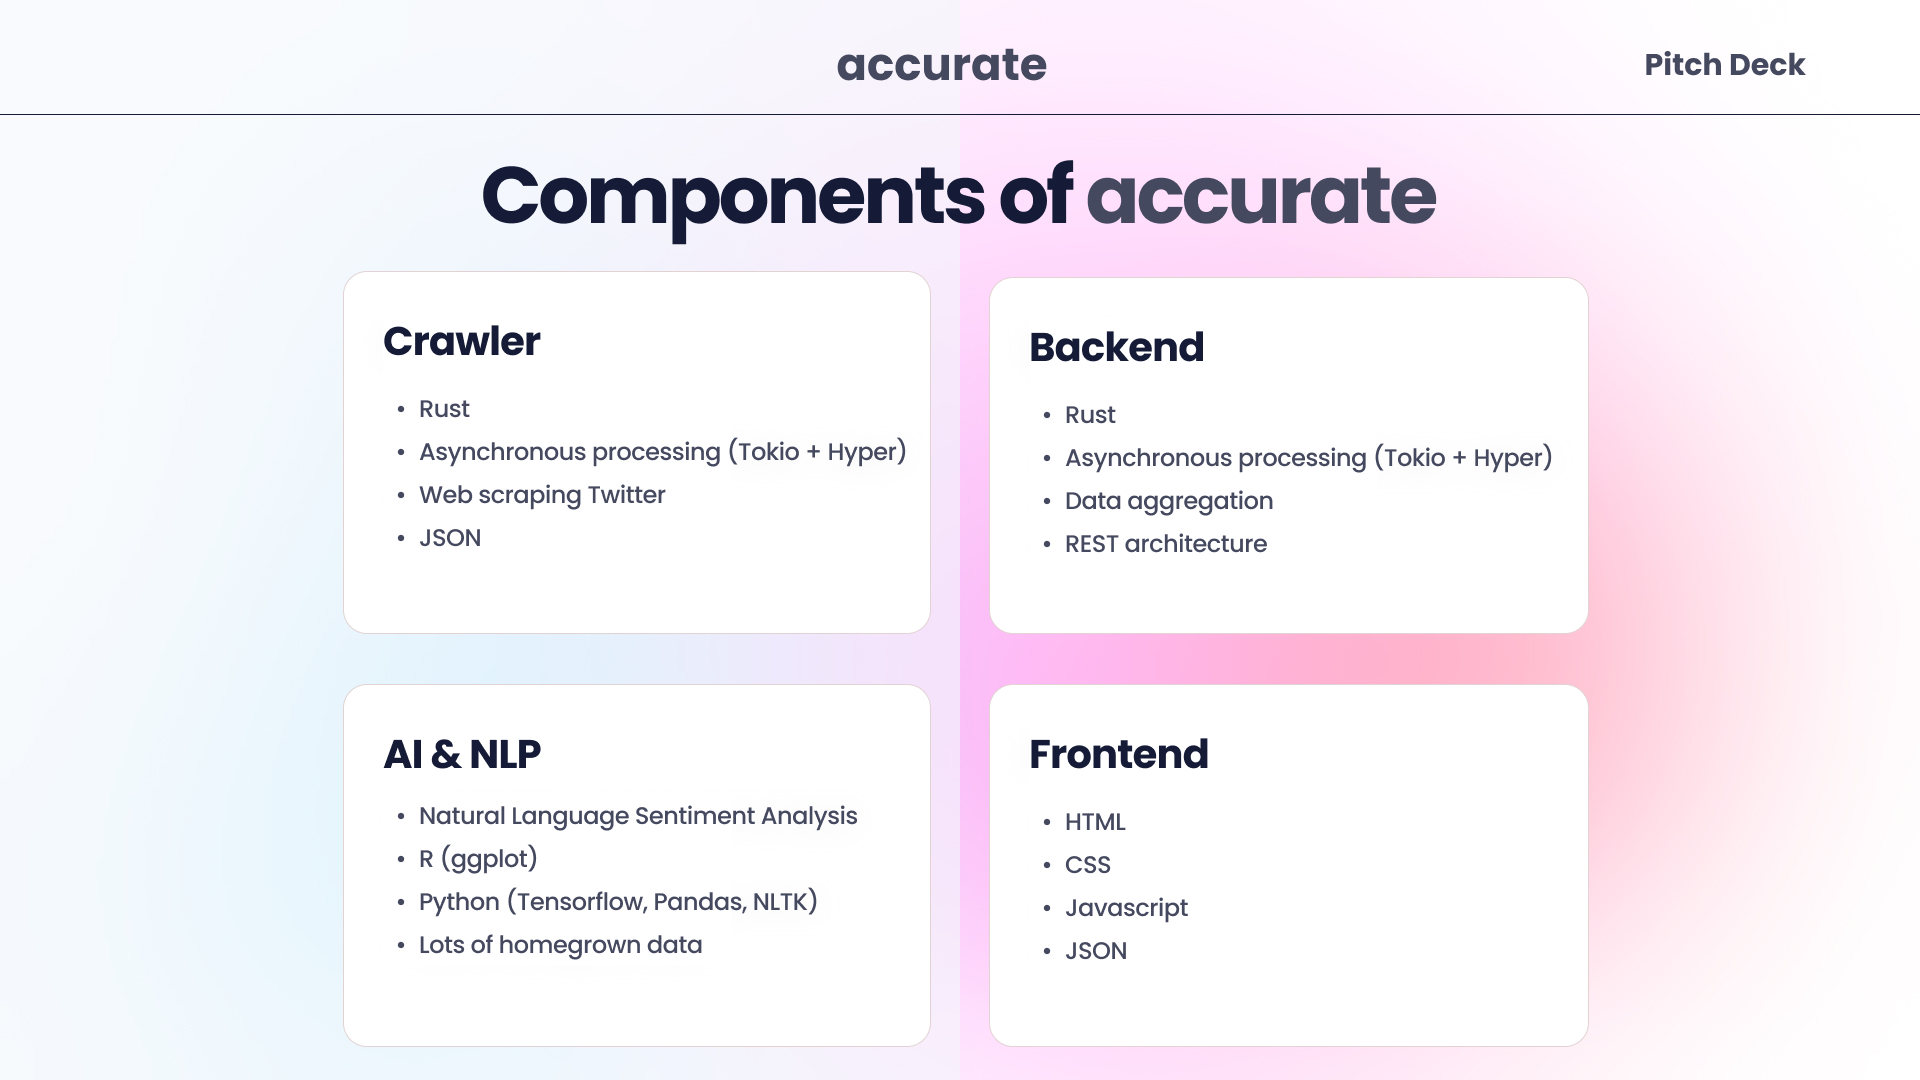 accurate
Pitch Deck
Components of accurate
Crawler
• Rust
• Asynchronous processing (Tokio + Hyper)
• Web scraping Twitter
• JSON
Backend
• Rust
• Asynchronous processing (Tokio + Hyper)
• Data aggregation
• REST architecture
AI & NLP
• Natural Language Sentiment Analysis
• R (ggplot)
• Python (Tensorflow, Pandas, NLTK)
• Lots of homegrown data
Frontend
• HTML
• CSS
• Javascript
• JSON